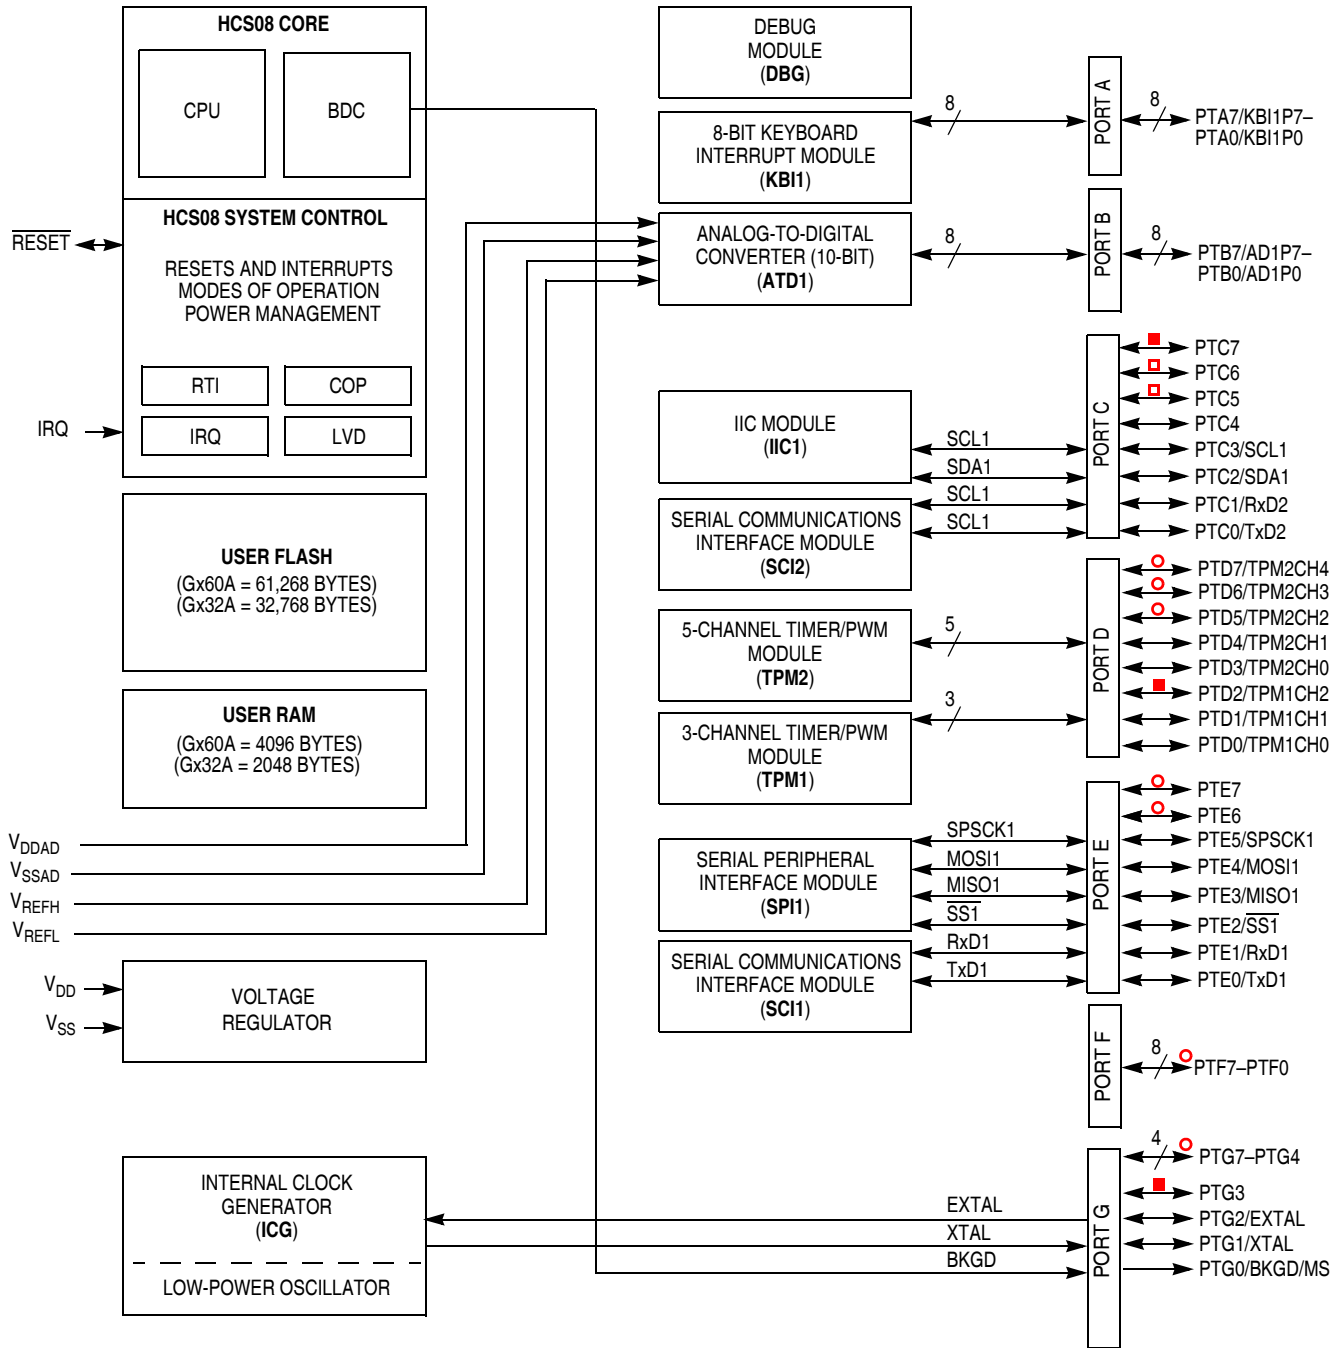 HCS08 CORE
CPU
BDC
HCS08 SYSTEM CONTROL
RESETS AND INTERRUPTS
MODES OF OPERATION
POWER MANAGEMENT
RTI
COP
IRQ
LVD
RESET
IRQ
USER FLASH
(Gx60A = 61,268 BYTES)
(Gx32A = 32,768 BYTES)
USER RAM
(Gx60A = 4096 BYTES)
(Gx32A = 2048 BYTES)
VDDAD
VSSAD
VREFH
VREFL
VDD
VSS
VOLTAGE
REGULATOR
INTERNAL CLOCK
GENERATOR
(ICG)
LOW-POWER OSCILLATOR
DEBUG
MODULE
(DBG)
8-BIT KEYBOARD
INTERRUPT MODULE
(KBI1)
8
ANALOG-TO-DIGITAL
CONVERTER (10-BIT)
(ATD1)
8
IIC MODULE
(IIC1)
SCL1
SDA1
SERIAL COMMUNICATIONS
INTERFACE MODULE
(SCI2)
SCL1
SCL1
5-CHANNEL TIMER/PWM
MODULE
(TPM2)
5
3-CHANNEL TIMER/PWM
MODULE
(TPM1)
3
SERIAL PERIPHERAL
INTERFACE MODULE
(SPI1)
SPSCK1
MOSI1
MISO1
SS1
SERIAL COMMUNICATIONS
INTERFACE MODULE
(SCI1)
RxD1
TxD1
EXTAL
XTAL
BKGD
PORT A
8
PTA7/KBI1P7–
PTA0/KBI1P0
PORT B
8
PTB7/AD1P7–
PTB0/AD1P0
PORT C
PTC7
PTC6
PTC5
PTC4
PTC3/SCL1
PTC2/SDA1
PTC1/RxD2
PTC0/TxD2
PORT D
PTD7/TPM2CH4
PTD6/TPM2CH3
PTD5/TPM2CH2
PTD4/TPM2CH1
PTD3/TPM2CH0
PTD2/TPM1CH2
PTD1/TPM1CH1
PTD0/TPM1CH0
PORT E
PTE7
PTE6
PTE5/SPSCK1
PTE4/MOSI1
PTE3/MISO1
PTE2/SS1
PTE1/RxD1
PTE0/TxD1
PORT F
8
PTF7–PTF0
PORT G
4
PTG7–PTG4
PTG3
PTG2/EXTAL
PTG1/XTAL
PTG0/BKGD/MS